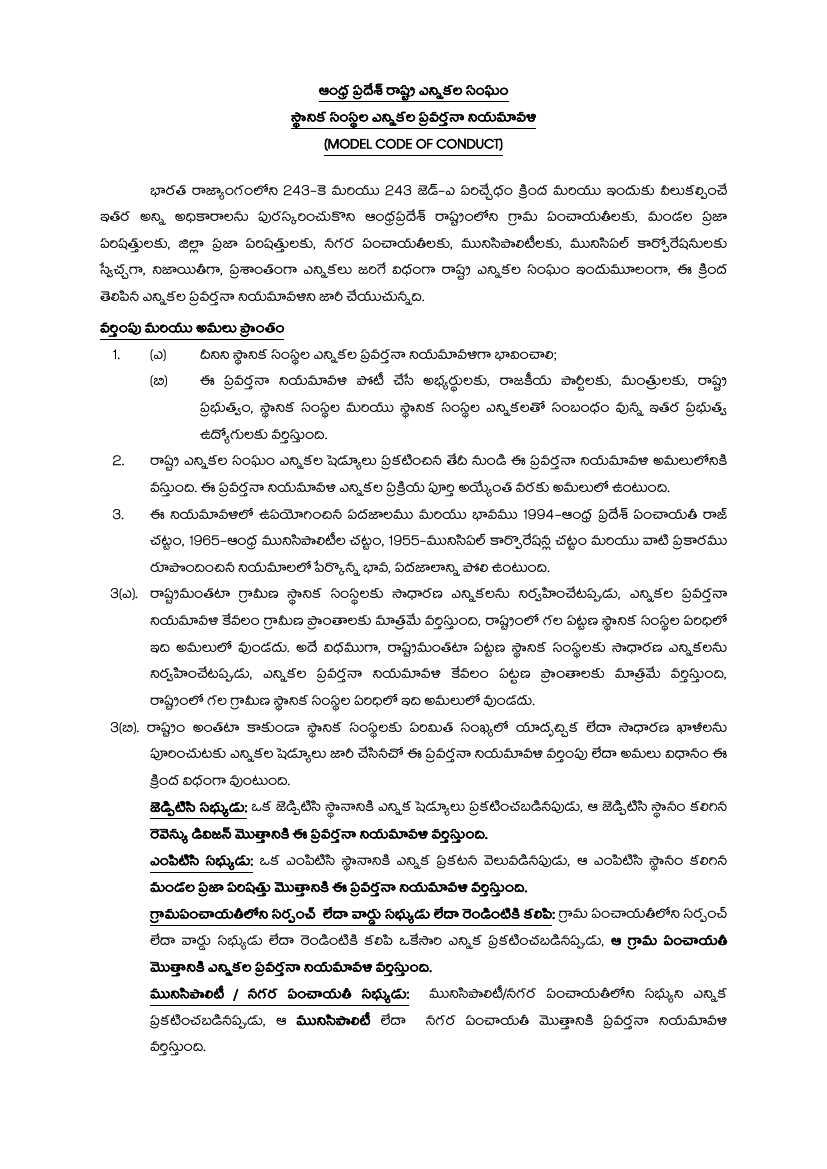 ఆంధ్ర ప్రదేశ్ రాష్ట్ర ఎన్నికల సంఘం
స్థానిక సంస్థల ఎన్నికల ప్రవర్తనా నియమావళి
(MODEL CODE OF CONDUCT)
భారత రాజ్యాంగంలోని 243-కె మరియు 243 జెడ్-ఎ పరిచ్ఛేధం క్రింద మరియు ఇందుకు వీలుకల్పించే
ఇతర అన్ని అధికారాలను పురస్కరించుకొని ఆంధ్రప్రదేశ్ రాష్ట్రంలోని గ్రామ పంచాయతీలకు, మండల ప్రజా
పరిషత్తులకు, జిల్లా ప్రజా పరిషత్తులకు, నగర పంచాయతీలకు, మునిసిపాలిటీలకు, మునిసిపల్ కార్పోరేషనులకు
స్వేచ్ఛగా, నిజాయితీగా, ప్రశాంతంగా ఎన్నికలు జరిగే విధంగా రాష్ట్ర ఎన్నికల సంఘం ఇందుమూలంగా, ఈ క్రింద
తెలిపిన ఎన్నికల ప్రవర్తనా నియమావళిని జారీ చేయుచున్నది.
వర్తింపు మరియు అమలు ప్రాంతం
1. (ఎ) దీనిని స్థానిక సంస్థల ఎన్నికల ప్రవర్తనా నియమావళిగా భావించాలి;
(బి) ఈ ప్రవర్తనా నియమావళి పోటీ చేసే అభ్యర్థులకు, రాజకీయ పార్టీలకు, మంత్రులకు, రాష్ట్ర
ప్రభుత్వం, స్థానిక సంస్థల మరియు స్థానిక సంస్థల ఎన్నికలతో సంబంధం వున్న ఇతర ప్రభుత్వ
ఉద్యోగులకు వర్తిస్తుంది.
2. రాష్ట్ర ఎన్నికల సంఘం ఎన్నికల షెడ్యూలు ప్రకటించిన తేదీ నుండి ఈ ప్రవర్తనా నియమావళి అమలులోనికి
వస్తుంది. ఈ ప్రవర్తనా నియమావళి ఎన్నికల ప్రక్రియ పూర్తి అయ్యేంత వరకు అమలులో ఉంటుంది.
3. ఈ నియమావళిలో ఉపయోగించిన పదజాలము మరియు భావము 1994-ఆంధ్ర ప్రదేశ్ పంచాయతీ రాజ్
చట్టం, 1965-ఆంధ్ర మునిసిపాలిటీల చట్టం, 1955-మునిసిపల్ కార్పొరేషన్ల చట్టం మరియు వాటి ప్రకారము
రూపొందించిన నియమాలలో పేర్కొన్న భావ, పదజాలాన్ని పోలి ఉంటుంది.
3(ఎ). రాష్ట్రమంతటా గ్రామీణ స్థానిక సంస్థలకు సాధారణ ఎన్నికలను నిర్వహించేటప్పడు, ఎన్నికల ప్రవర్తనా
నియమావళి కేవలం గ్రామీణ ప్రాంతాలకు మాత్రమే వర్తిస్తుంది, రాష్ట్రంలో గల పట్టణ స్థానిక సంస్థల పరిధిలో
ఇది అమలులో వుండదు. అదే విధముగా, రాష్ట్రమంతటా పట్టణ స్థానిక సంస్థలకు సాధారణ ఎన్నికలను
నిర్వహించేటప్పడు, ఎన్నికల ప్రవర్తనా నియమావళి కేవలం పట్టణ ప్రాంతాలకు మాత్రమే వర్తిస్తుంది,
రాష్ట్రంలో గల గ్రామీణ స్థానిక సంస్థల పరిధిలో ఇది అమలులో వుండదు.
3(బి). రాష్ట్రం అంతటా కాకుండా స్థానిక సంస్థలకు పరిమిత సంఖ్యలో యాదృచ్ఛిక లేదా సాధారణ ఖాళీలను
పూరించుటకు ఎన్నికల షెడ్యూలు జారీ చేసినచో ఈ ప్రవర్తనా నియమావళి వర్తింపు లేదా అమలు విధానం ఈ
క్రింద విధంగా వుంటుంది.
జెడ్పిటిసి సభ్యుడు: ఒక జెడ్పిటిసి స్థానానికి ఎన్నిక షెడ్యూలు ప్రకటించబడినపుడు, ఆ జెడ్పిటిసి స్థానం కలిగిన
రెవెన్యు డివిజన్ మొత్తానికి ఈ ప్రవర్తనా నియమావళి వర్తిస్తుంది.
ఎంపిటిసి సభ్యుడు: ఒక ఎంపిటిసి స్థానానికి ఎన్నిక ప్రకటన వెలువడినపుడు, ఆ ఎంపిటిసి స్థానం కలిగిన
మండల ప్రజా పరిషత్తు మొత్తానికి ఈ ప్రవర్తనా నియమావళి వర్తిస్తుంది.
గ్రామపంచాయతీలోని సర్పంచ్ లేదా వార్డు సభ్యుడు లేదా రెండింటికి కలిపి: గ్రామ పంచాయతీలోని సర్పంచ్
లేదా వార్డు సభ్యుడు లేదా రెండింటికి కలిపి ఒకేసారి ఎన్నిక ప్రకటించబడినప్పడు, ఆ గ్రామ పంచాయతీ
మొత్తానికి ఎన్నికల ప్రవర్తనా నియమావళి వర్తిస్తుంది.
మునిసిపాలిటీ / నగర పంచాయతీ సభ్యుడు: మునిసిపాలిటీ/నగర పంచాయతీలోని సభ్యుని ఎన్నిక
ప్రకటించబడినప్పడు, ఆ మునిసిపాలిటీ లేదా నగర పంచాయతీ మొత్తానికి ప్రవర్తనా నియమావళి
వర్తిస్తుంది.